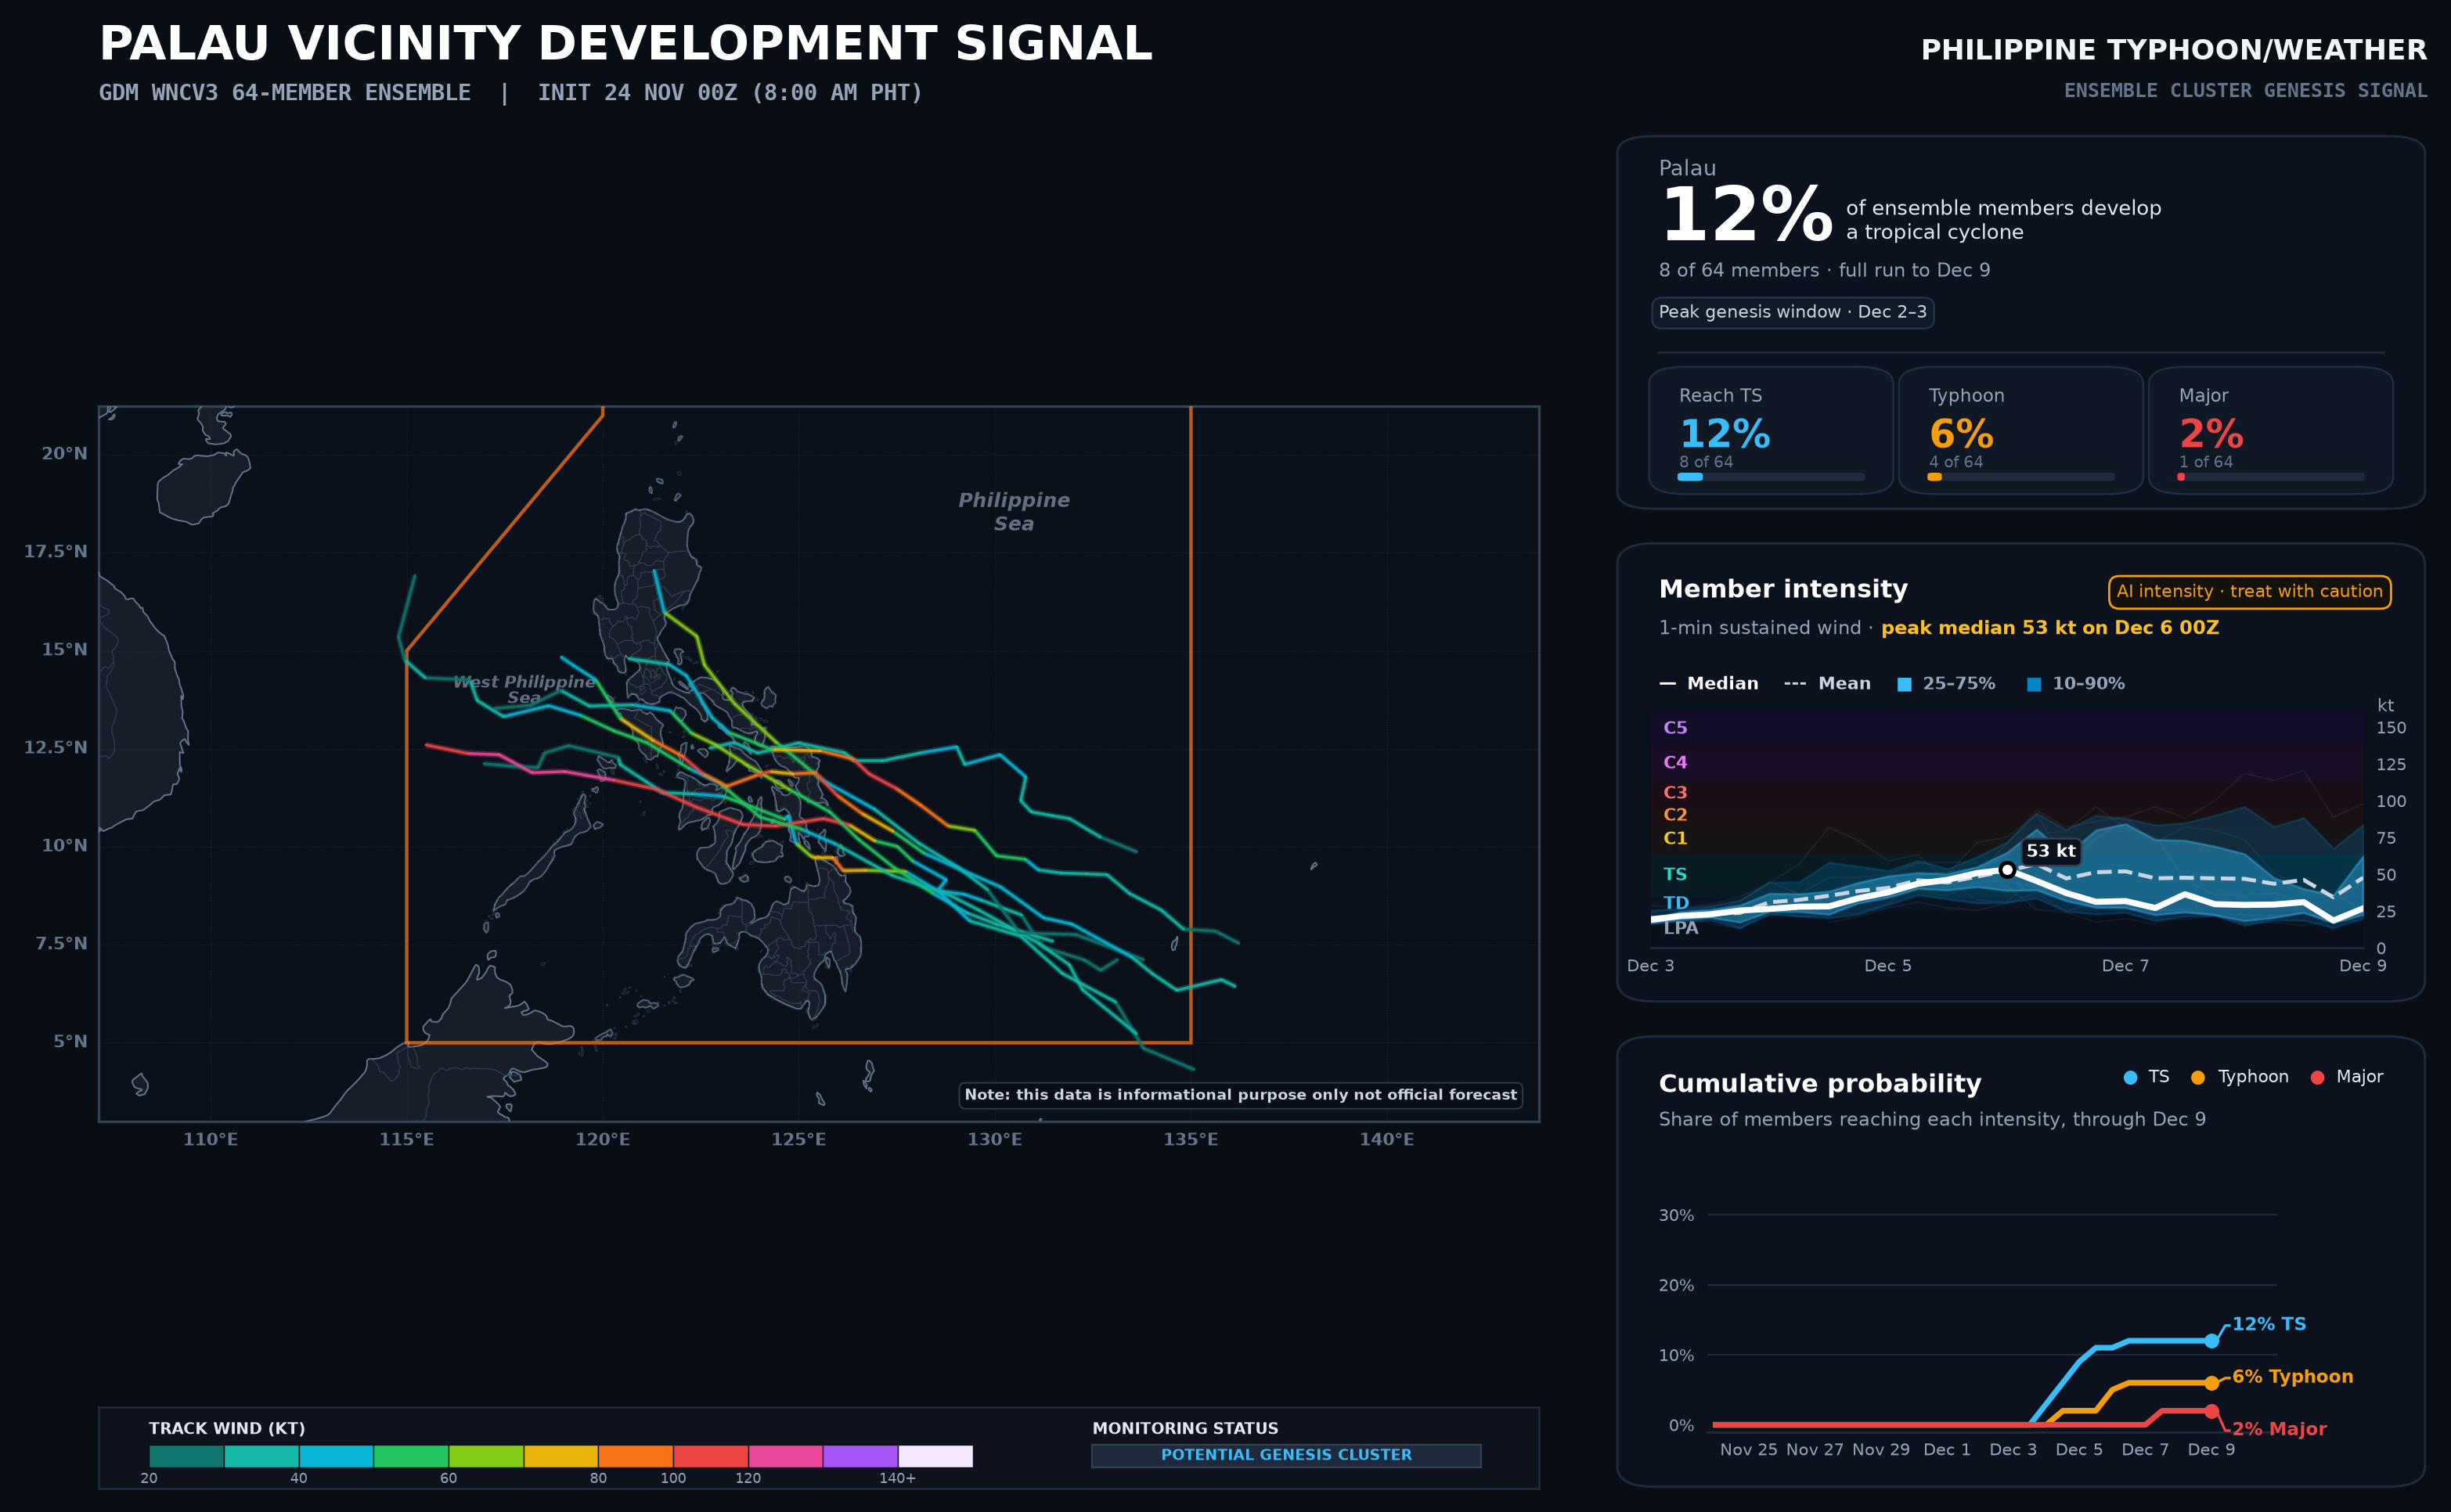 PALAU VICINITY DEVELOPMENT SIGNAL
GDM WNCV3 64-MEMBER ENSEMBLE | INIT 24 NOV 00Z (8:00 AM PHT)
PHILIPPINE TYPHOON/WEATHER
ENSEMBLE CLUSTER GENESIS SIGNAL
20°N
17.5°N
15°N
12.5°N
10°N
7.5°N
5°N
110°E
115°E
120°E
125°E
130°E
135°E
140°E
Philippine
Sea
West Philippine
Sea
Note: this data is informational purpose only not official forecast
TRACK WIND (KT)
20
40
60
80
100
120
140+
MONITORING STATUS
POTENTIAL GENESIS CLUSTER
Palau
12%
of ensemble members develop
a tropical cyclone
8 of 64 members · full run to Dec 9
Peak genesis window · Dec 2–3
Reach TS
12%
8 of 64
Typhoon
6%
4 of 64
Major
2%
1 of 64
Member intensity
AI intensity · treat with caution
1-min sustained wind · peak median 53 kt on Dec 6 00Z
Median
Mean
25–75%
10–90%
kt
C5
C4
C3
C2
C1
TS
TD
LPA
150
125
100
75
50
25
0
53 kt
Dec 3
Dec 5
Dec 7
Dec 9
Cumulative probability
TS
Typhoon
Major
Share of members reaching each intensity, through Dec 9
30%
20%
10%
0%
12% TS
6% Typhoon
2% Major
Nov 25
Nov 27
Nov 29
Dec 1
Dec 3
Dec 5
Dec 7
Dec 9